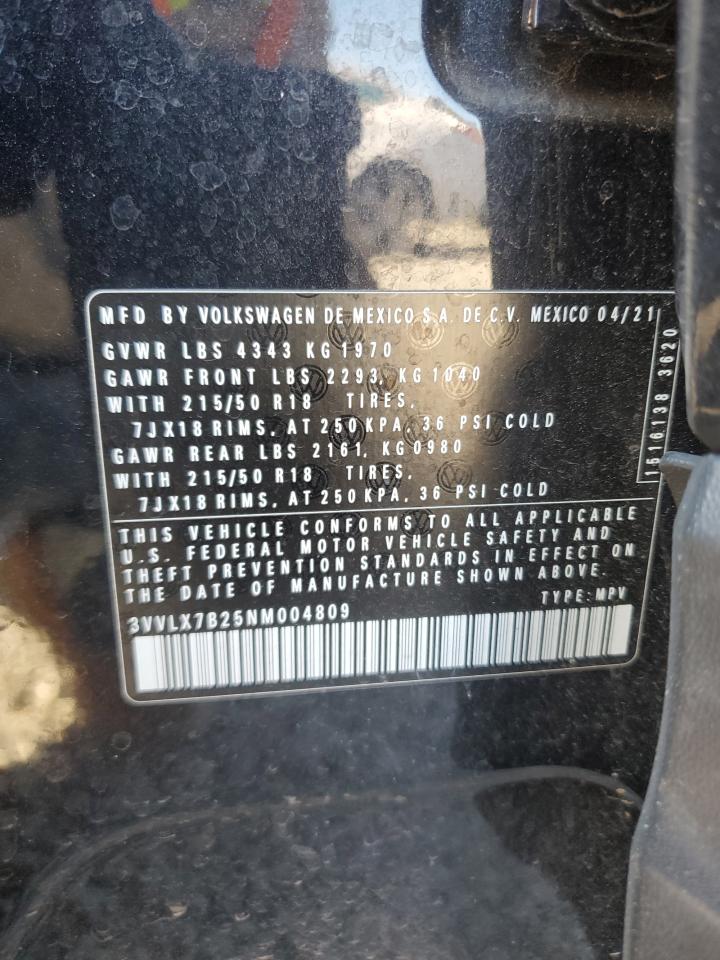 MFD BY VOLKSWAGEN DE MEXICO S.A. DE C.V. MEXICO 04/21
GVWR LBS 4343 KG 1970
GAWR FRONT LBS 2293, KG 1040
WITH 215/50 R18 TIRES,
7JX18 RIMS, AT 250 KPA, 36 PSI COLD
GAWR REAR LBS 2161, KG 0980
WITH 215/50 R18 TIRES,
7JX18 RIMS, AT 250 KPA, 36 PSI COLD
1516138 3620
THIS VEHICLE CONFORMS TO ALL APPLICABLE
U.S. FEDERAL MOTOR VEHICLE SAFETY AND
THEFT PREVENTION STANDARDS IN EFFECT ON
THE DATE OF MANUFACTURE SHOWN ABOVE.
3VVLX7B25NM004809 TYPE: MPV